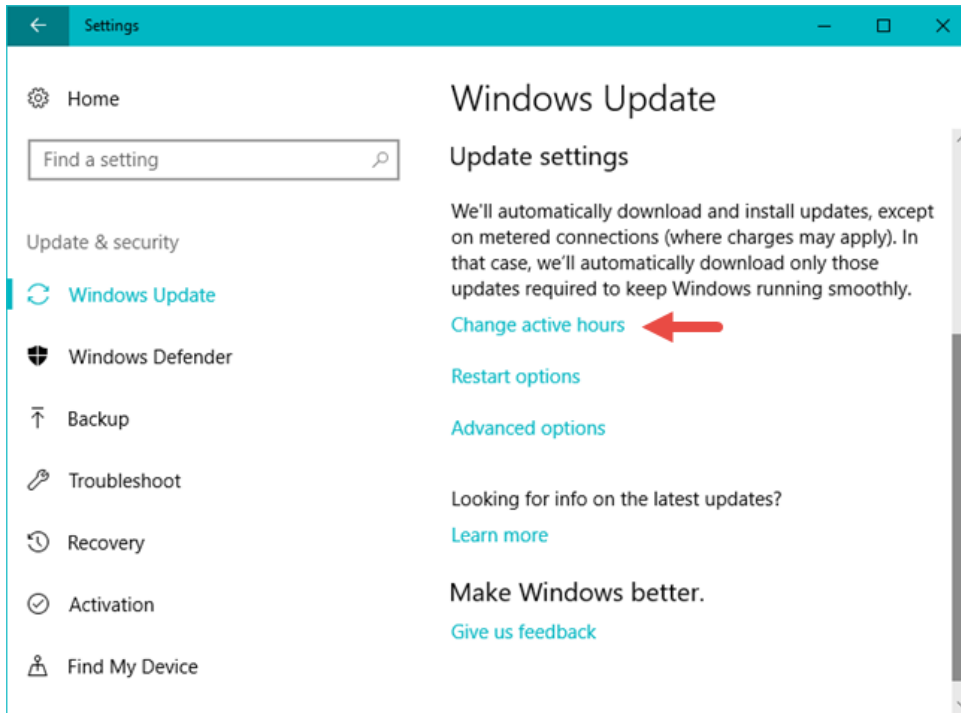 Settings
Home
Find a setting
Update & security
Windows Update
Windows Defender
Backup
Troubleshoot
Recovery
Activation
Find My Device
Windows Update
Update settings
We'll automatically download and install updates, except
on metered connections (where charges may apply). In
that case, we'll automatically download only those
updates required to keep Windows running smoothly.
Change active hours
Restart options
Advanced options
Looking for info on the latest updates?
Learn more
Make Windows better.
Give us feedback